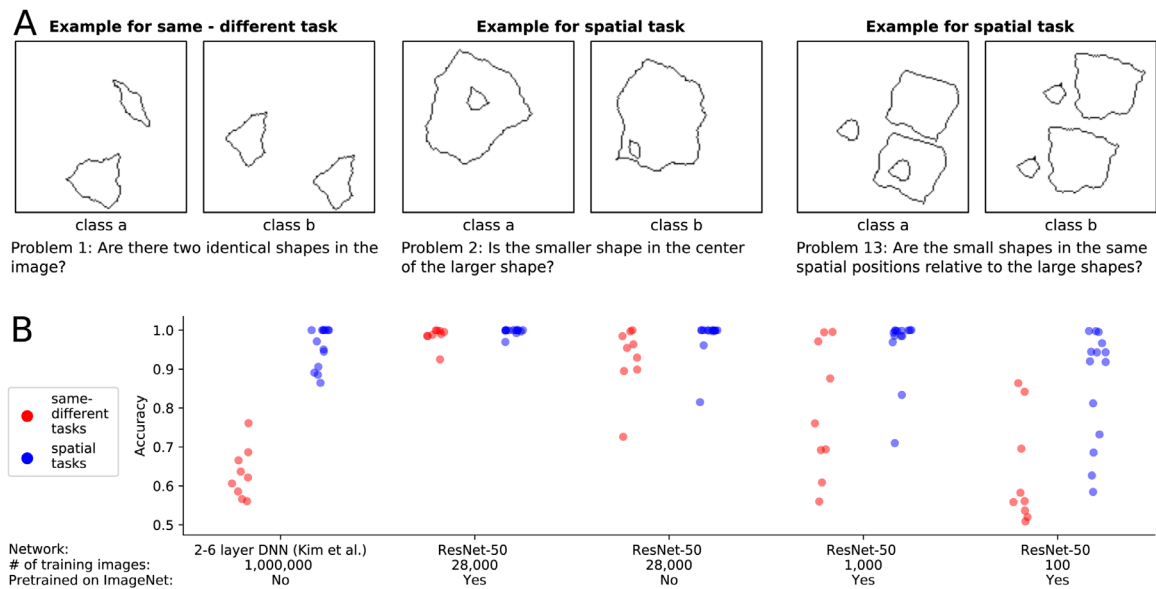 A
Example for same - different task
Example for spatial task
Example for spatial task
class a
class b
class a
class b
class a
class b
Problem 1: Are there two identical shapes in the
image?
Problem 2: Is the smaller shape in the center
of the larger shape?
Problem 13: Are the small shapes in the same
spatial positions relative to the large shapes?
B
same-
different
tasks
spatial
tasks
Accuracy
1.0
0.9
0.8
0.7
0.6
0.5
Network: 2-6 layer DNN (Kim et al.) ResNet-50 ResNet-50 ResNet-50 ResNet-50
# of training images: 1,000,000 28,000 28,000 1,000 100
Pretrained on ImageNet: No Yes No Yes Yes